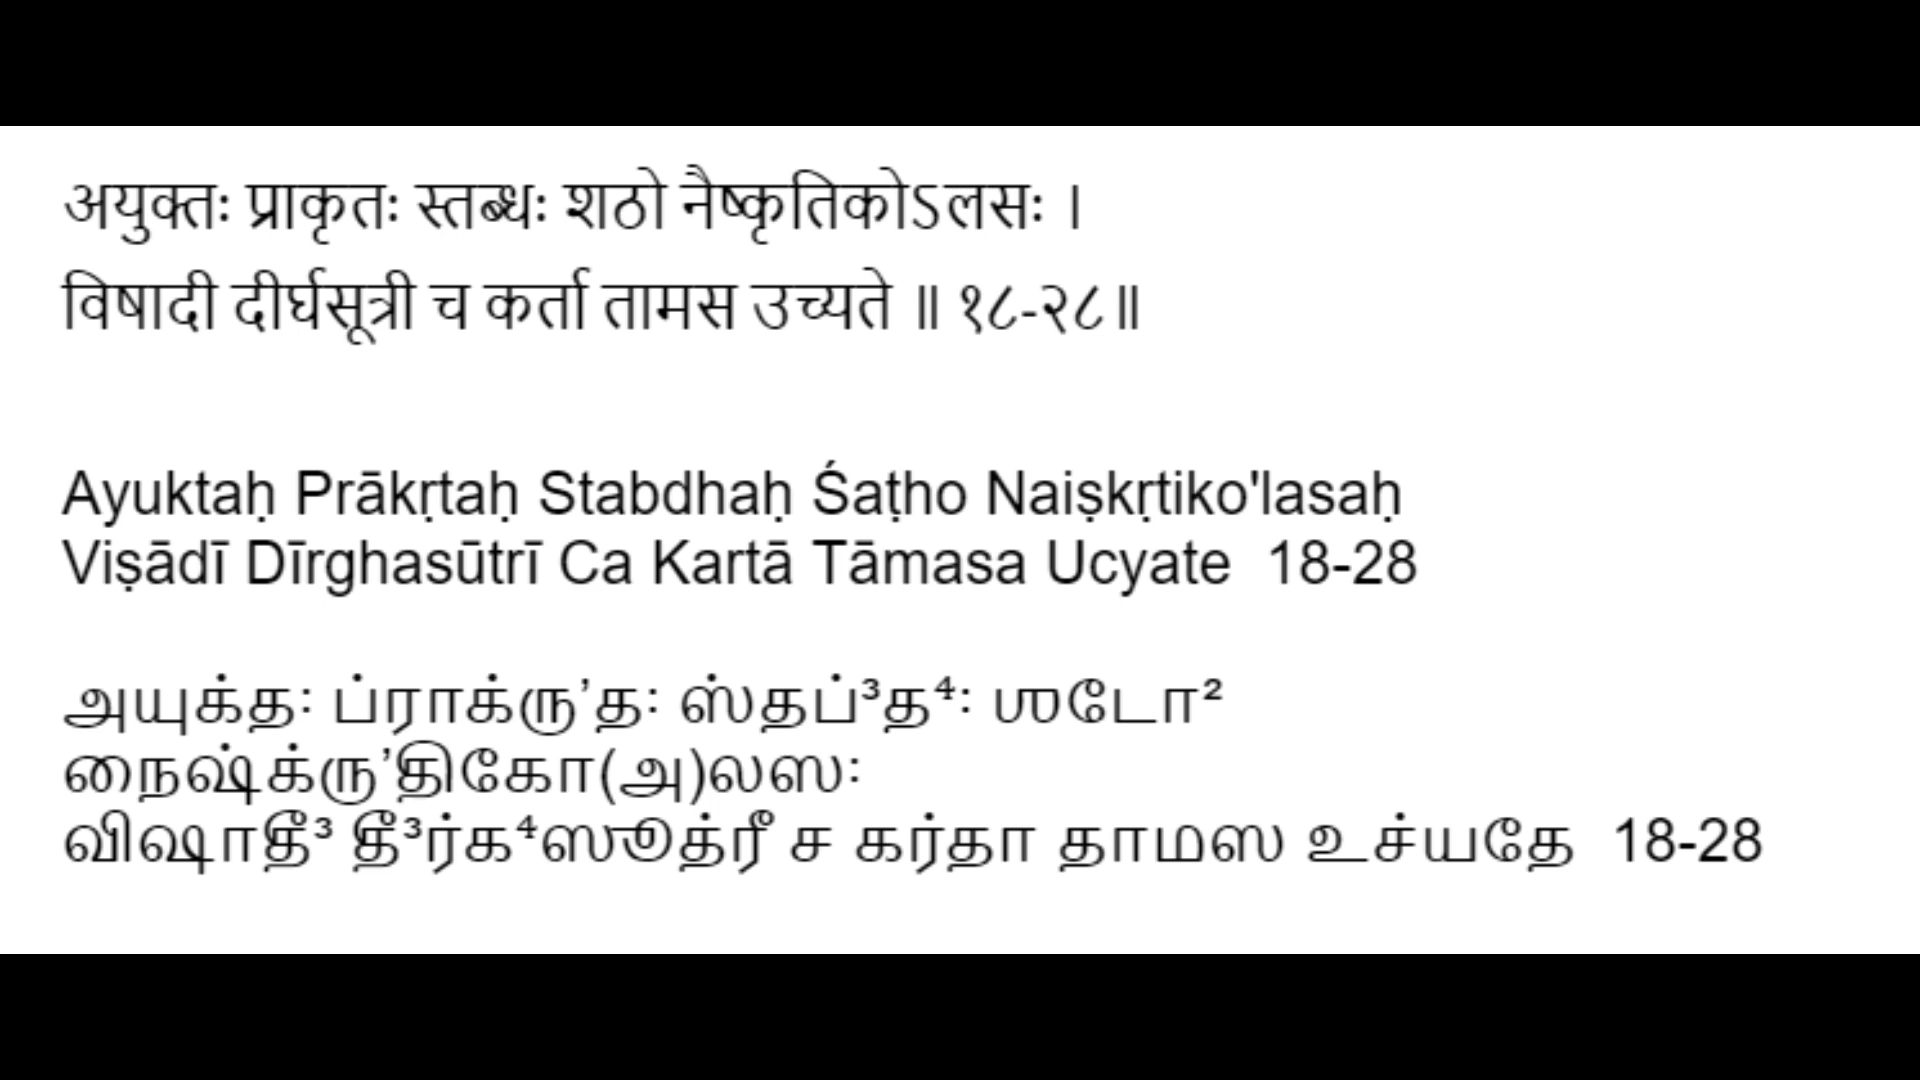 अयुक्तः प्राकृतः स्तब्धः शठो नैष्कृतिकोऽलसः ।
विषादी दीर्घसूत्री च कर्ता तामस उच्यते ॥ १८-२८॥
Ayuktaḥ Prākṛtaḥ Stabdhaḥ Śaṭho Naiṣkṛtiko'lasaḥ
Viṣādī Dīrghasūtrī Ca Kartā Tāmasa Ucyate 18-28
அயுக்த: ப்ராக்ரு’த: ஸ்தப்³த⁴: ஶடோ²
நைஷ்க்ரு’திகோ(அ)லஸ:
விஷாதீ³ தீ³ர்க⁴ஸூத்ரீ ச கர்தா தாமஸ உச்யதே 18-28